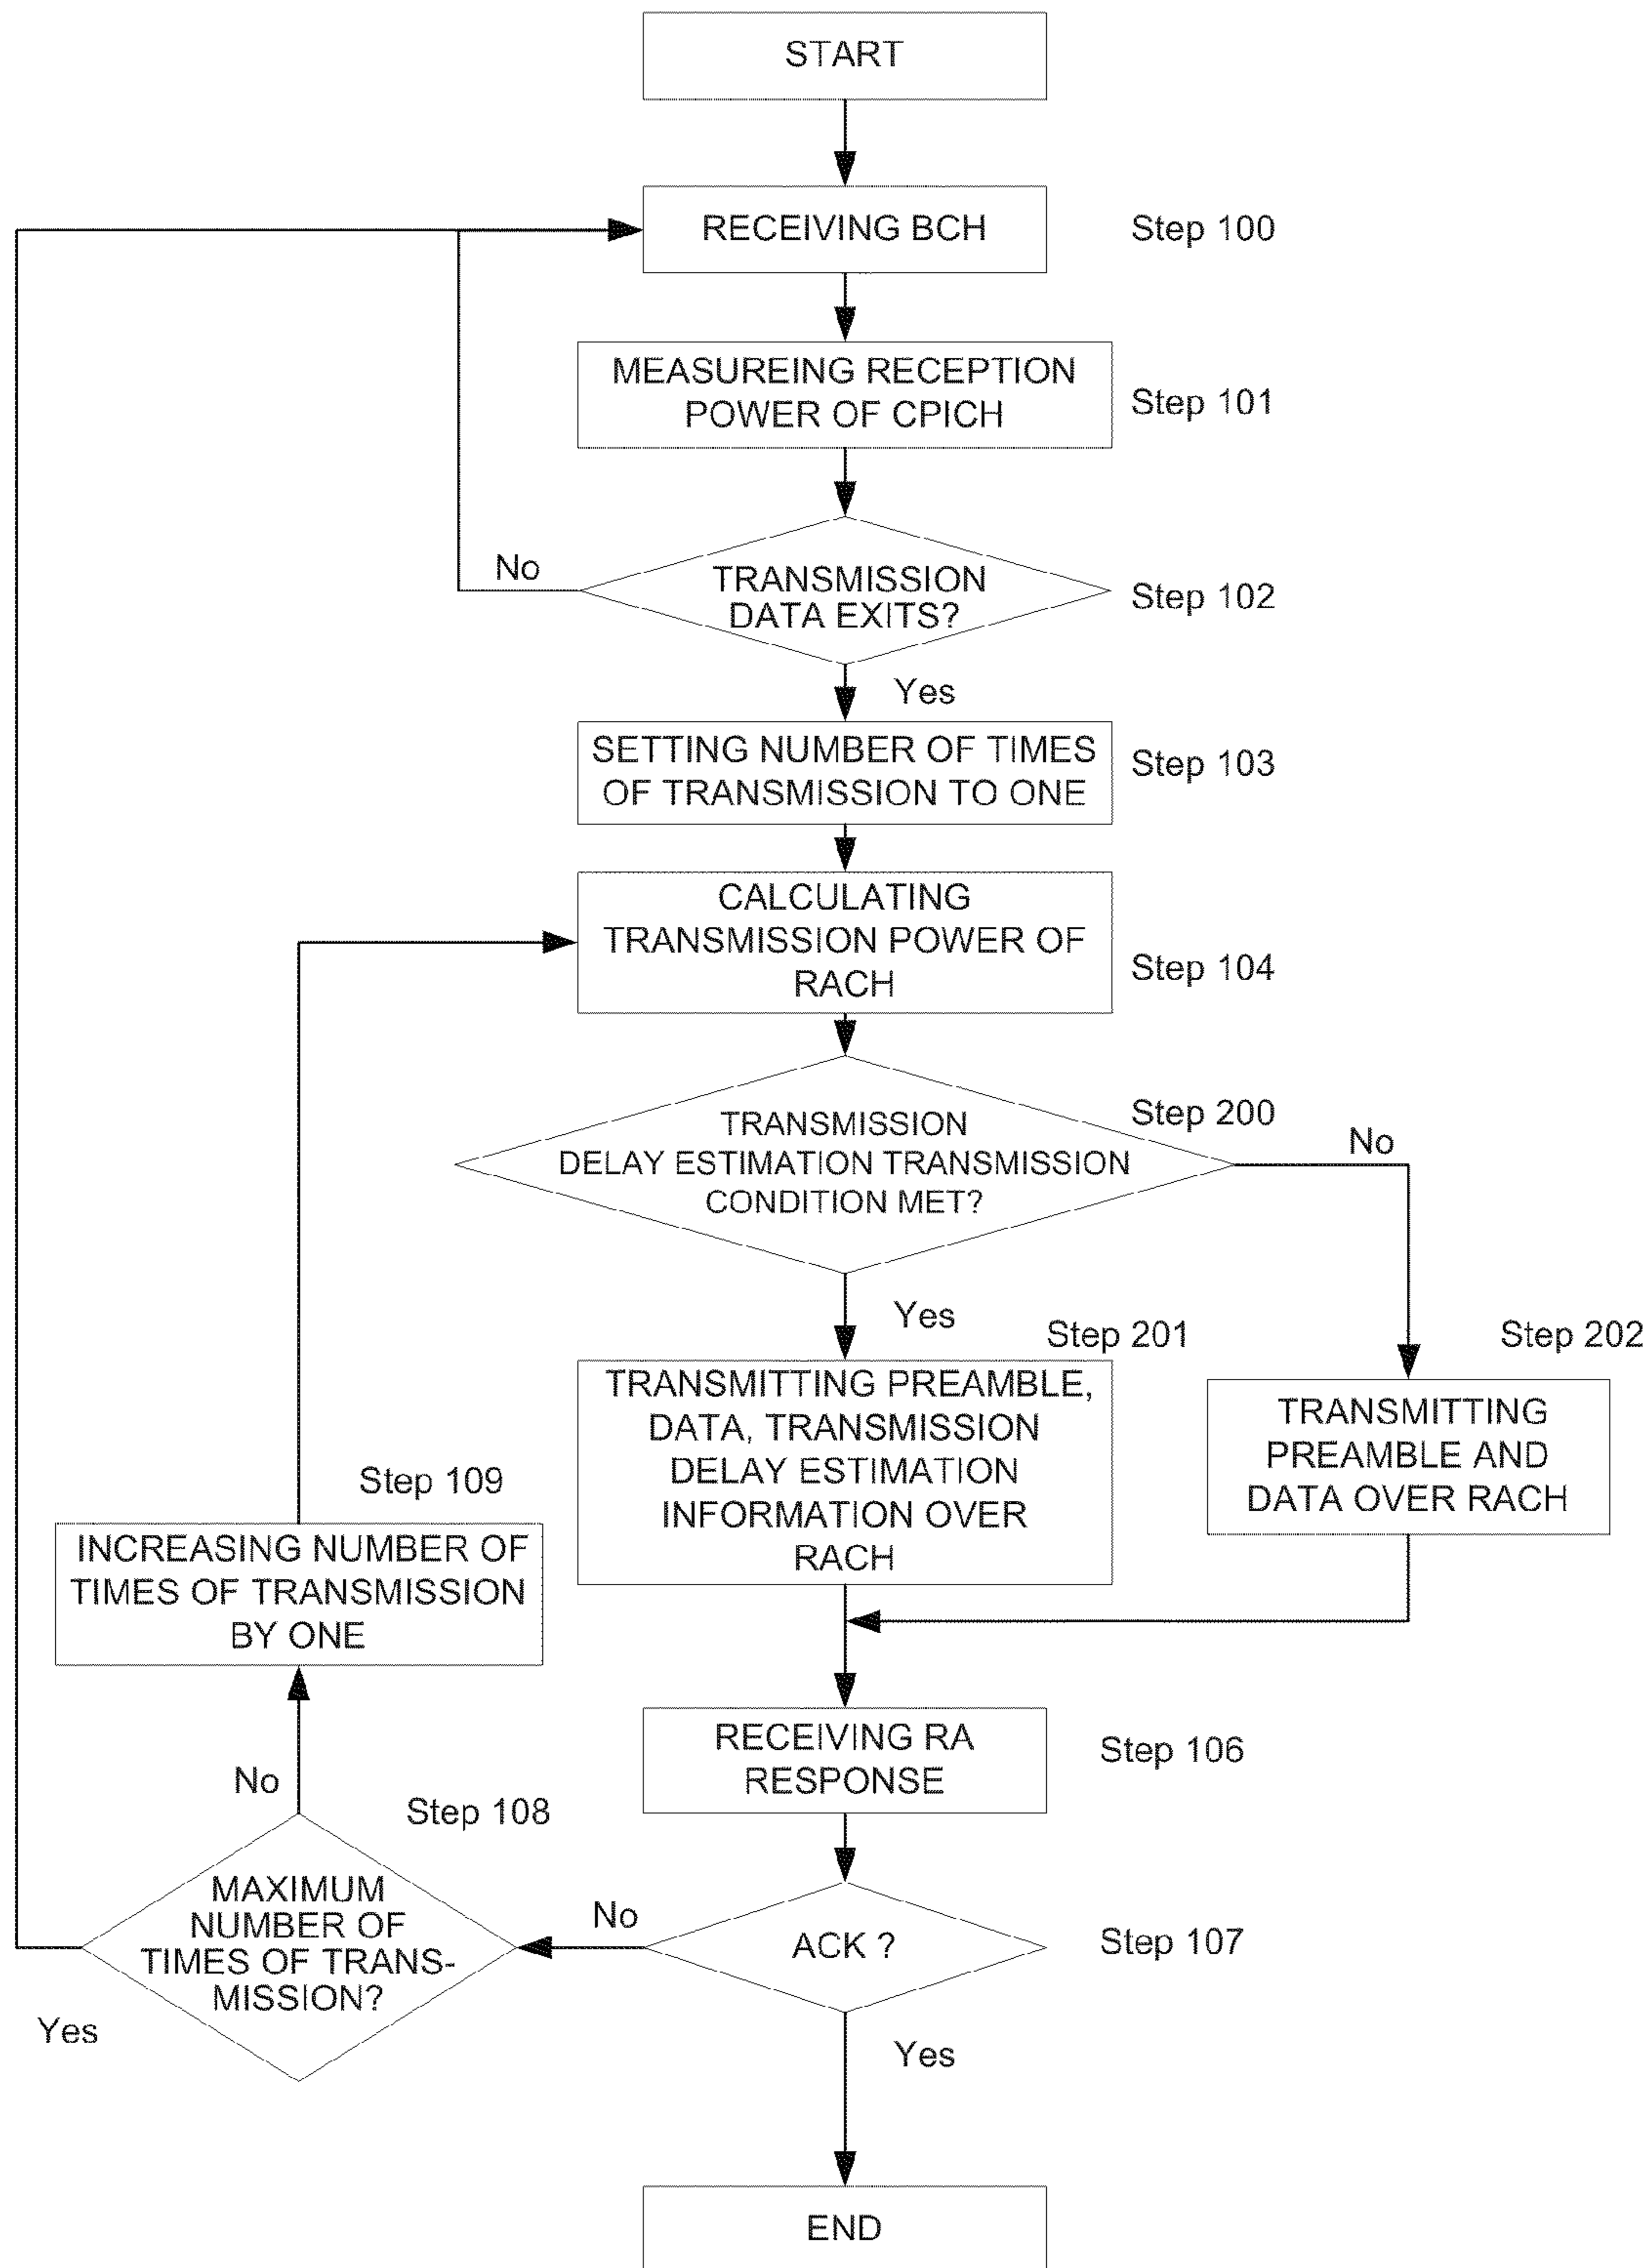 START
RECEIVING BCH
Step 100
MEASUREING RECEPTION
POWER OF CPICH
Step 101
No
TRANSMISSION
DATA EXITS?
Step 102
Yes
SETTING NUMBER OF TIMES
OF TRANSMISSION TO ONE
Step 103
CALCULATING
TRANSMISSION POWER OF
RACH
Step 104
TRANSMISSION
DELAY ESTIMATION TRANSMISSION
CONDITION MET?
Step 200
No
Yes
Step 201
TRANSMITTING PREAMBLE,
DATA, TRANSMISSION
DELAY ESTIMATION
INFORMATION OVER
RACH
Step 202
TRANSMITTING
PREAMBLE AND
DATA OVER RACH
Step 109
INCREASING NUMBER OF
TIMES OF TRANSMISSION
BY ONE
RECEIVING RA
RESPONSE
Step 106
No
Step 108
MAXIMUM
NUMBER OF
TIMES OF TRANS-
MISSION?
Yes
No
ACK ?
Step 107
Yes
END